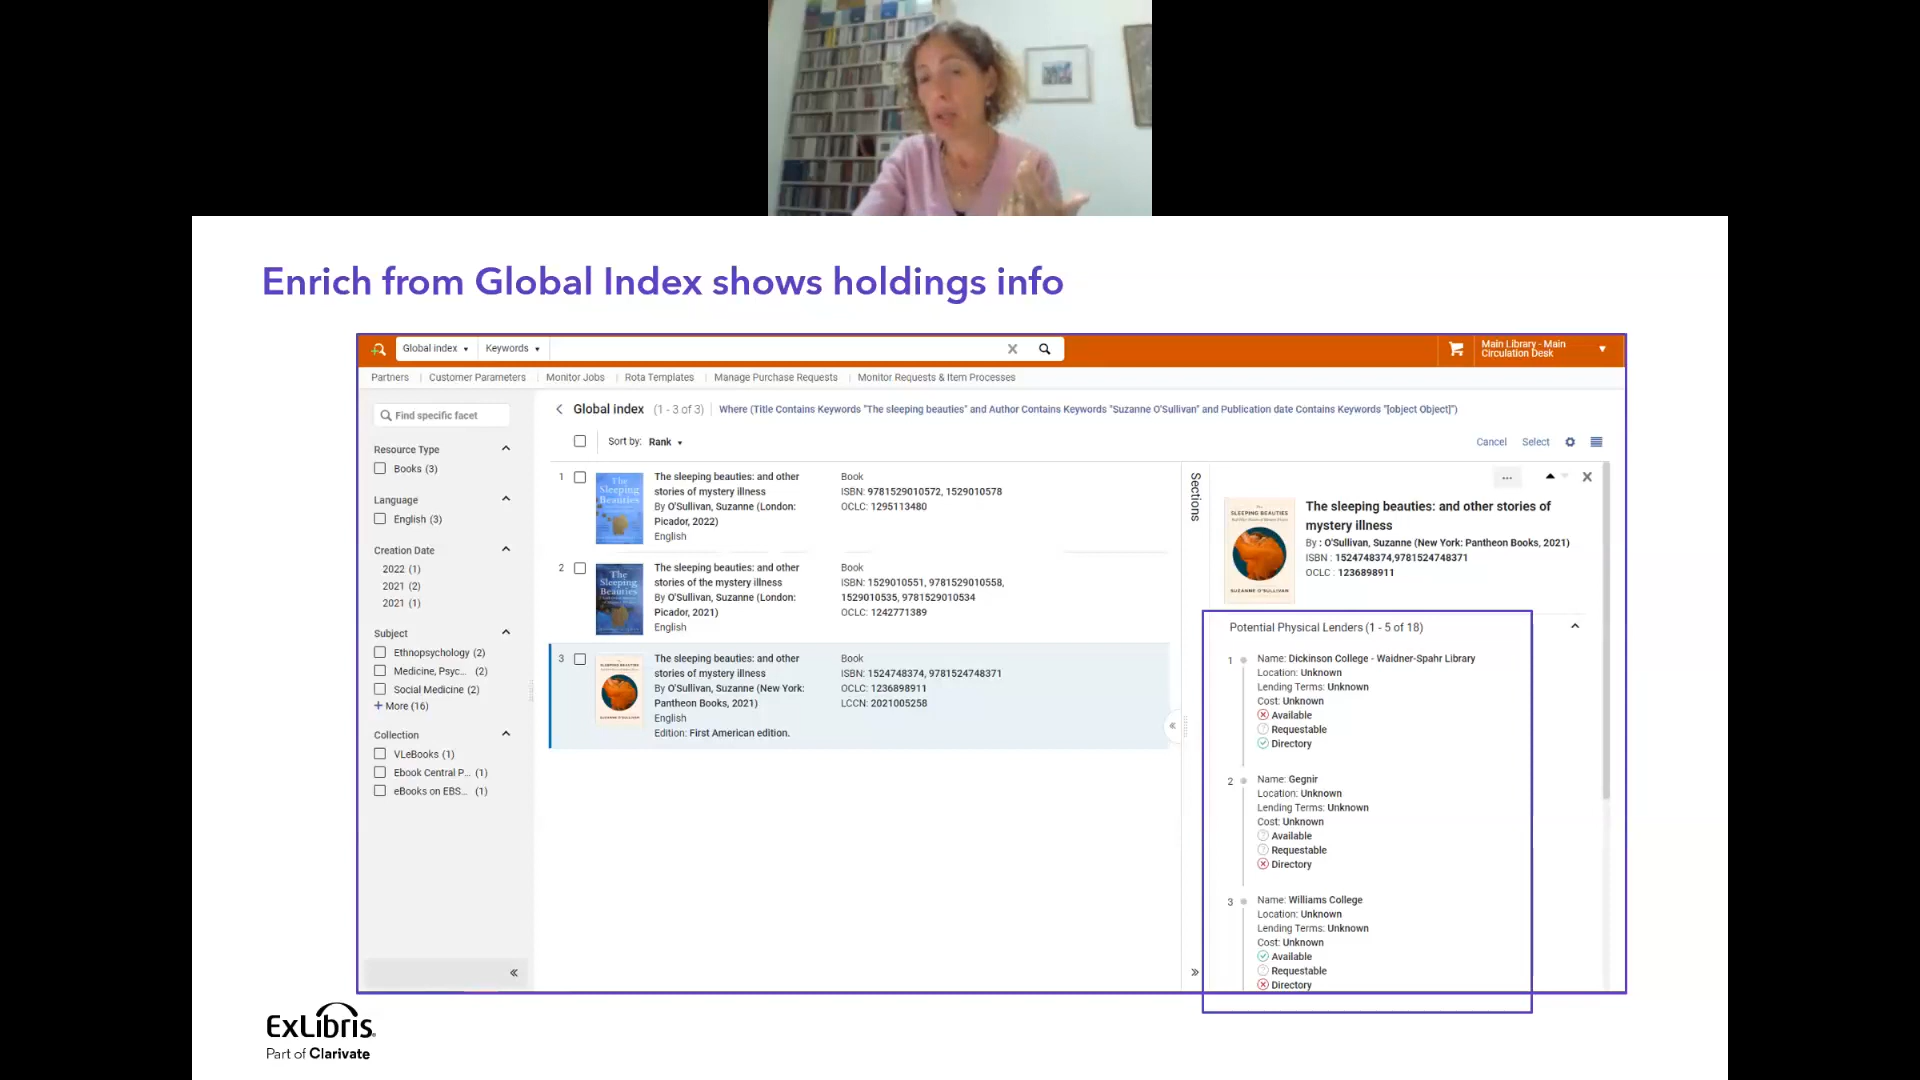 Enrich from Global Index shows holdings info
Global index
Keywords
Main Library - Main
Circulation Desk
Partners
Customer Parameters
Monitor Jobs
Rota Templates
Manage Purchase Requests
Monitor Requests & Item Processes
Find specific facet
Resource Type
Books (3)
Language
English (3)
Creation Date
2022 (1)
2021 (2)
2021 (1)
Subject
Ethnopsychology (2)
Medicine, Psyc... (2)
Social Medicine (2)
+ More (16)
Collection
VLeBooks (1)
Ebook Central P... (1)
eBooks on EBS... (1)
Global index (1 - 3 of 3) Where (Title Contains Keywords "The sleeping beauties" and Author Contains Keywords "Suzanne O'Sullivan" and Publication date Contains Keywords "[object Object]")
Sort by: Rank
Cancel
Select
1
The Sleeping Beauties
The sleeping beauties: and other
stories of mystery illness
By O'Sullivan, Suzanne (London:
Picador, 2022)
English
Book
ISBN: 9781529010572, 1529010578
OCLC: 1295113480
2
The Sleeping Beauties
The sleeping beauties: and other
stories of the mystery illness
By O'Sullivan, Suzanne (London:
Picador, 2021)
English
Book
ISBN: 1529010551, 9781529010558,
1529010535, 9781529010534
OCLC: 1242771389
3
The sleeping beauties: and other
stories of mystery illness
By O'Sullivan, Suzanne (New York:
Pantheon Books, 2021)
English
Edition: First American edition.
Book
ISBN: 1524748374, 9781524748371
OCLC: 1236898911
LCCN: 2021005258
Sections
SLEEPING BEAUTIES
SUZANNE O'SULLIVAN
The sleeping beauties: and other stories of
mystery illness
By : O'Sullivan, Suzanne (New York: Pantheon Books, 2021)
ISBN : 1524748374,9781524748371
OCLC : 1236898911
Potential Physical Lenders (1 - 5 of 18)
1
Name: Dickinson College - Waidner-Spahr Library
Location: Unknown
Lending Terms: Unknown
Cost: Unknown
Available
Requestable
Directory
2
Name: Gegnir
Location: Unknown
Lending Terms: Unknown
Cost: Unknown
Available
Requestable
Directory
3
Name: Williams College
Location: Unknown
Lending Terms: Unknown
Cost: Unknown
Available
Requestable
Directory
ExLibris
Part of Clarivate